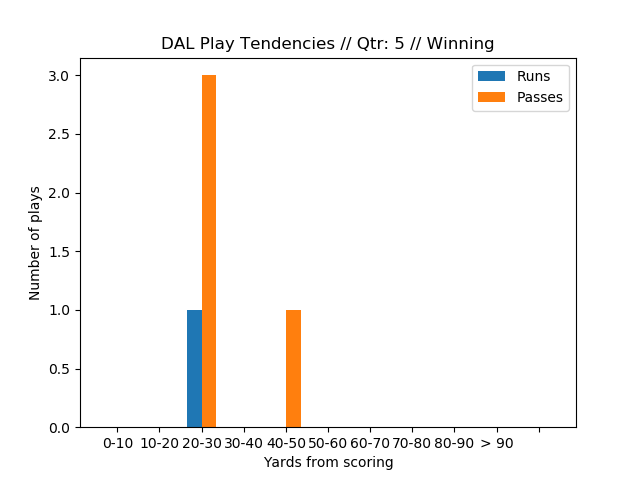 DAL Play Tendencies // Qtr: 5 // Winning
Runs
Passes
3.0
2.5
2.0
1.5
1.0
0.5
0.0
Number of plays
0-10 10-20 20-30 30-40 40-50 50-60 60-70 70-80 80-90 > 90
Yards from scoring